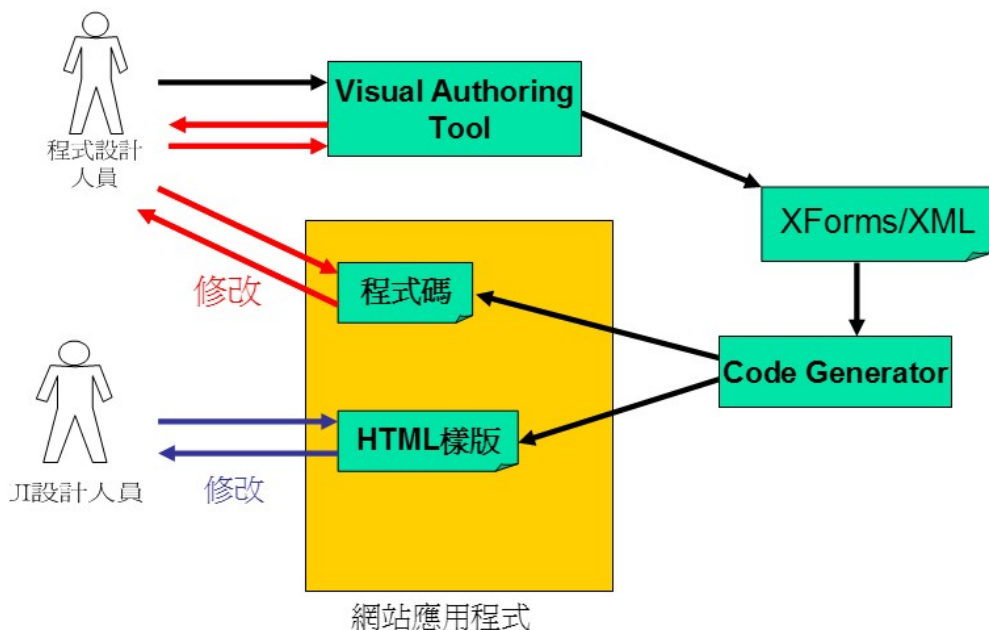 Visual Authoring
Tool
程式設計
人員
XForms/XML
程式碼
修改
Code Generator
HTML樣版
JI設計人員
修改
網站應用程式